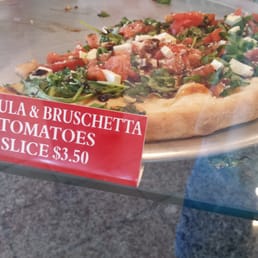 ULA & BRUSCHETTA
TOMATOES
SLICE $3.50